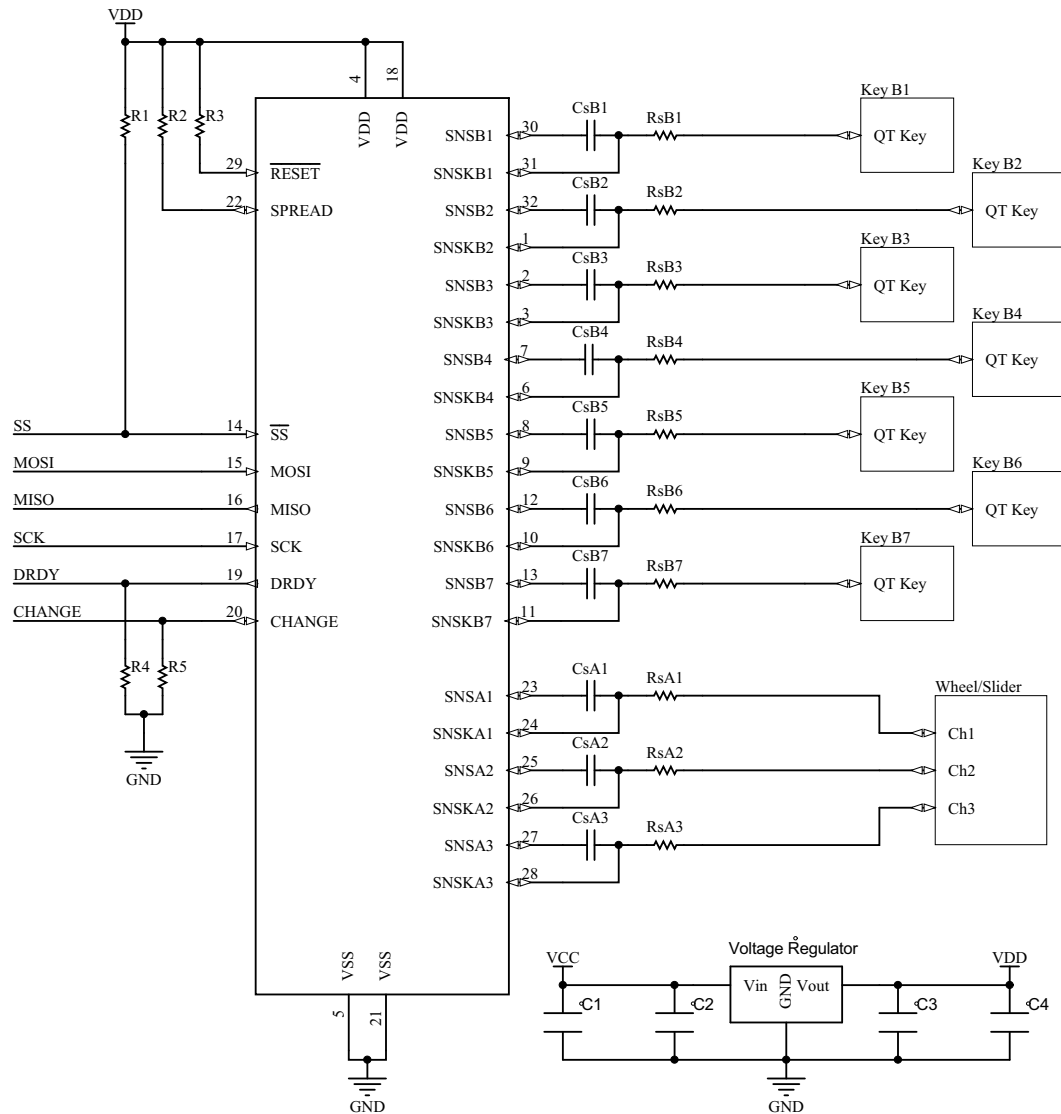 VDD
R1
R2
R3
4
18
VDD
VDD
29
RESET
22
SPREAD
SS
14
SS
MOSI
15
MOSI
MISO
16
MISO
SCK
17
SCK
DRDY
19
DRDY
CHANGE
20
CHANGE
R4
R5
GND
VSS
VSS
5
21
GND
SNSB1
30
CsB1
RsB1
Key B1
QT Key
SNSKB1
31
SNSB2
32
CsB2
RsB2
Key B2
QT Key
SNSKB2
1
SNSB3
2
CsB3
RsB3
Key B3
QT Key
SNSKB3
3
SNSB4
7
CsB4
RsB4
Key B4
QT Key
SNSKB4
6
SNSB5
8
CsB5
RsB5
Key B5
QT Key
SNSKB5
9
SNSB6
12
CsB6
RsB6
Key B6
QT Key
SNSKB6
10
SNSB7
13
CsB7
RsB7
Key B7
QT Key
SNSKB7
11
SNSA1
23
CsA1
RsA1
SNSKA1
24
SNSA2
25
CsA2
RsA2
SNSKA2
26
SNSA3
27
CsA3
RsA3
SNSKA3
28
Wheel/Slider
Ch1
Ch2
Ch3
Voltage Regulator
VCC
VDD
Vin
GND
Vout
C1
C2
C3
C4
GND